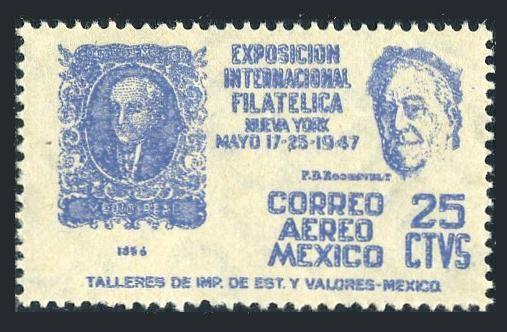 EXPOSICION
INTERNACIONAL
FILATELICA
NUEVA YORK
MAYO 17-25-1947
F.D. ROOSEVELT
1856
CORREO
AEREO
MEXICO
25
CTVS
TALLERES DE IMP. DE EST. Y VALORES-MEXICO.